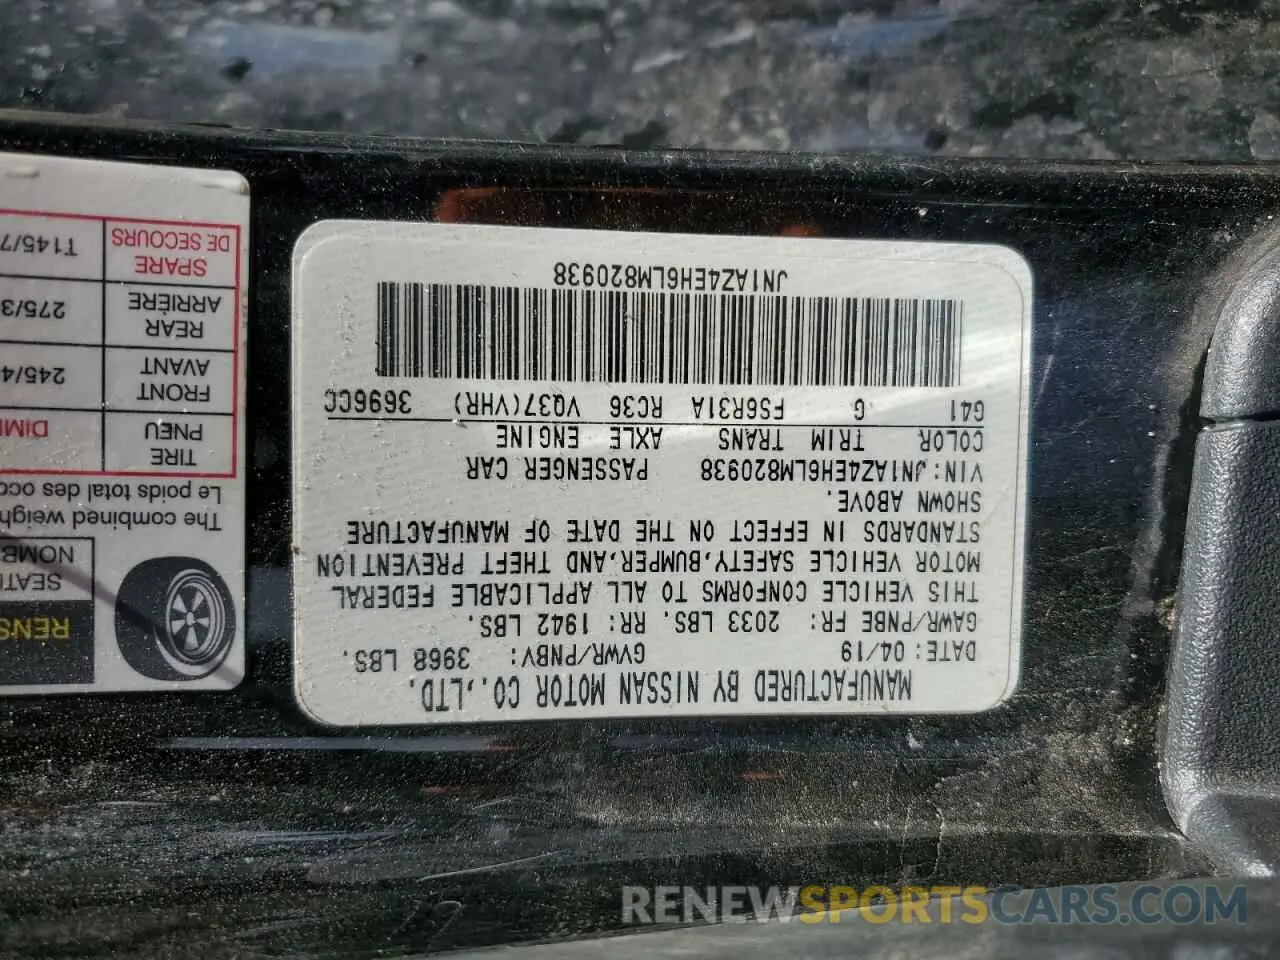 MANUFACTURED BY NISSAN MOTOR CO.,LTD.
DATE: 04/19 GVWR/PNBV: 3968 LBS.
GAWR/PNBE FR: 2033 LBS. RR: 1942 LBS.
THIS VEHICLE CONFORMS TO ALL APPLICABLE FEDERAL
MOTOR VEHICLE SAFETY,BUMPER,AND THEFT PREVENTION
STANDARDS IN EFFECT ON THE DATE OF MANUFACTURE
SHOWN ABOVE.
VIN:JN1AZ4EH6LM820938 PASSENGER CAR
COLOR TRIM TRANS AXLE ENGINE
G41 G FS6R31A RC36 VQ37(VHR) 3696CC
JN1AZ4EH6LM820938
RENS
SEATI
NOMB
The combined weigh
Le poids total des occ
TIRE
PNEU DIM
FRONT
AVANT 245/4
REAR
ARRIÈRE 275/3
SPARE
DE SECOURS T145/7
RENEWSPORTSCARS.COM